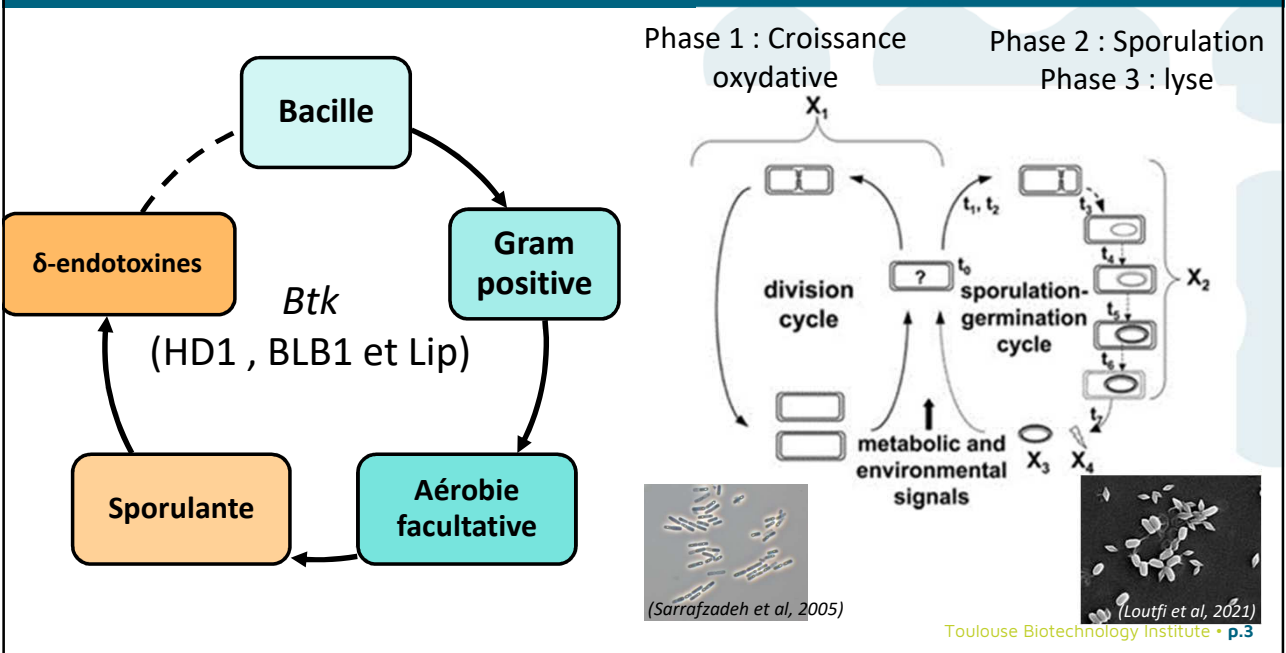 Bacille
Gram
positive
Aérobie
facultative
Sporulante
δ-endotoxines
Btk
(HD1 , BLB1 et Lip)
Phase 1 : Croissance
oxydative
Phase 2 : Sporulation
Phase 3 : lyse
X1
t1, t2
t3
t4
t5
t6
t7
X2
?
t0
division
cycle
sporulation-
germination
cycle
metabolic and
environmental
signals
X3
X4
(Sarrafzadeh et al, 2005)
(Loutfi et al, 2021)
Toulouse Biotechnology Institute • p.3